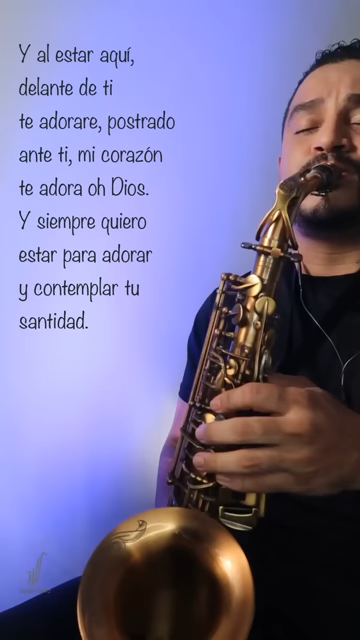 Y al estar aquí,
delante de ti
te adorare, postrado
ante ti, mi corazón
te adora oh Dios.
Y siempre quiero
estar para adorar
y contemplar tu
santidad.